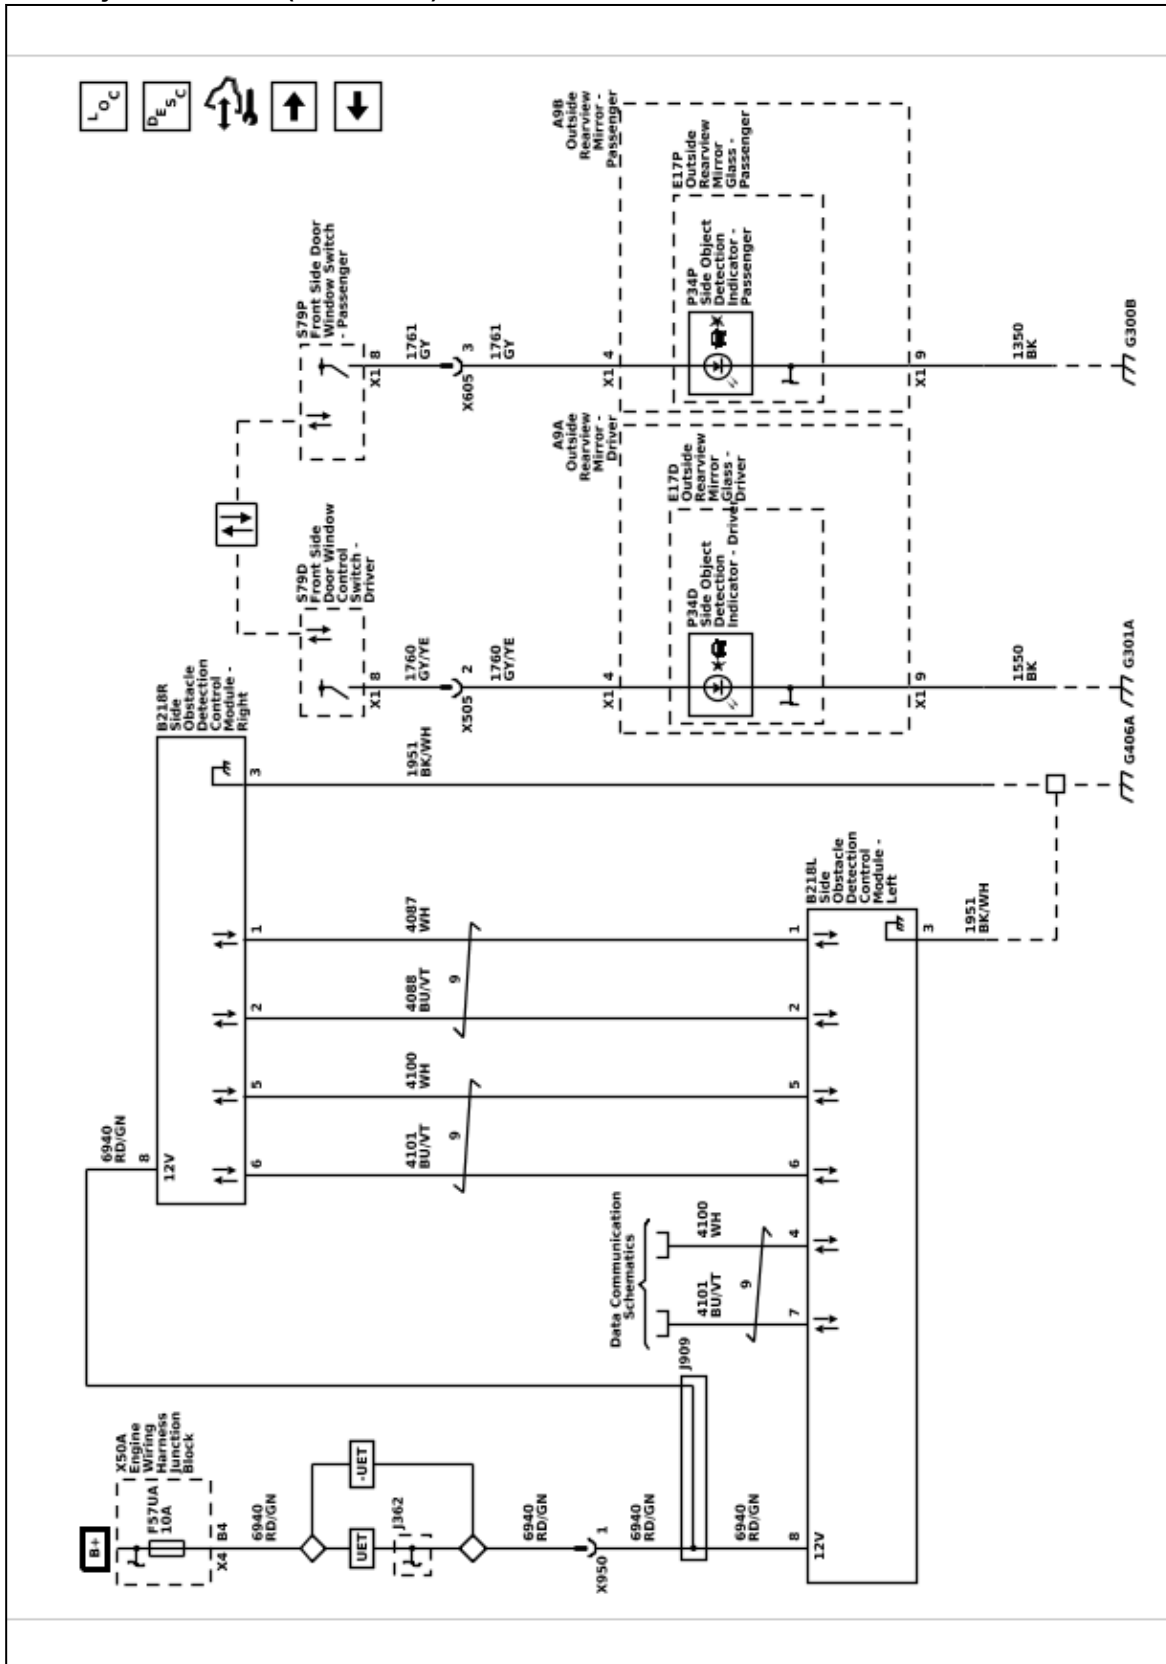 LOC
DESC
B+
X50A
Engine
Wiring
Harness
Junction
Block
F57UA
10A
X4 B4
6940
RD/GN
UET
-UET
J362
6940
RD/GN
X950 1
6940
RD/GN
J909
6940
RD/GN
8
12V
6940
RD/GN
8
12V
B218R
Side
Obstacle
Detection
Control
Module -
Right
6
5
2
1
3
4101
BU/VT
4100
WH
9
4088
BU/VT
4087
WH
9
1951
BK/WH
Data Communication
Schematics
4101
BU/VT
4100
WH
9
7
4
6
5
2
1
B218L
Side
Obstacle
Detection
Control
Module -
Left
3
1951
BK/WH
G406A
S79D
Front Side
Door Window
Control
Switch -
Driver
X1 8
1760
GY/YE
X505 2
1760
GY/YE
X1 4
A9A
Outside
Rearview
Mirror -
Driver
E17D
Outside
Rearview
Mirror
Glass -
Driver
P34D
Side Object
Detection
Indicator - Driver
X1 9
1550
BK
G301A
S79P
Front Side Door
Window Switch
- Passenger
X1 8
1761
GY
X605 3
1761
GY
X1 4
A9B
Outside
Rearview
Mirror -
Passenger
E17P
Outside
Rearview
Mirror
Glass -
Passenger
P34P
Side Object
Detection
Indicator -
Passenger
X1 9
1350
BK
G300B